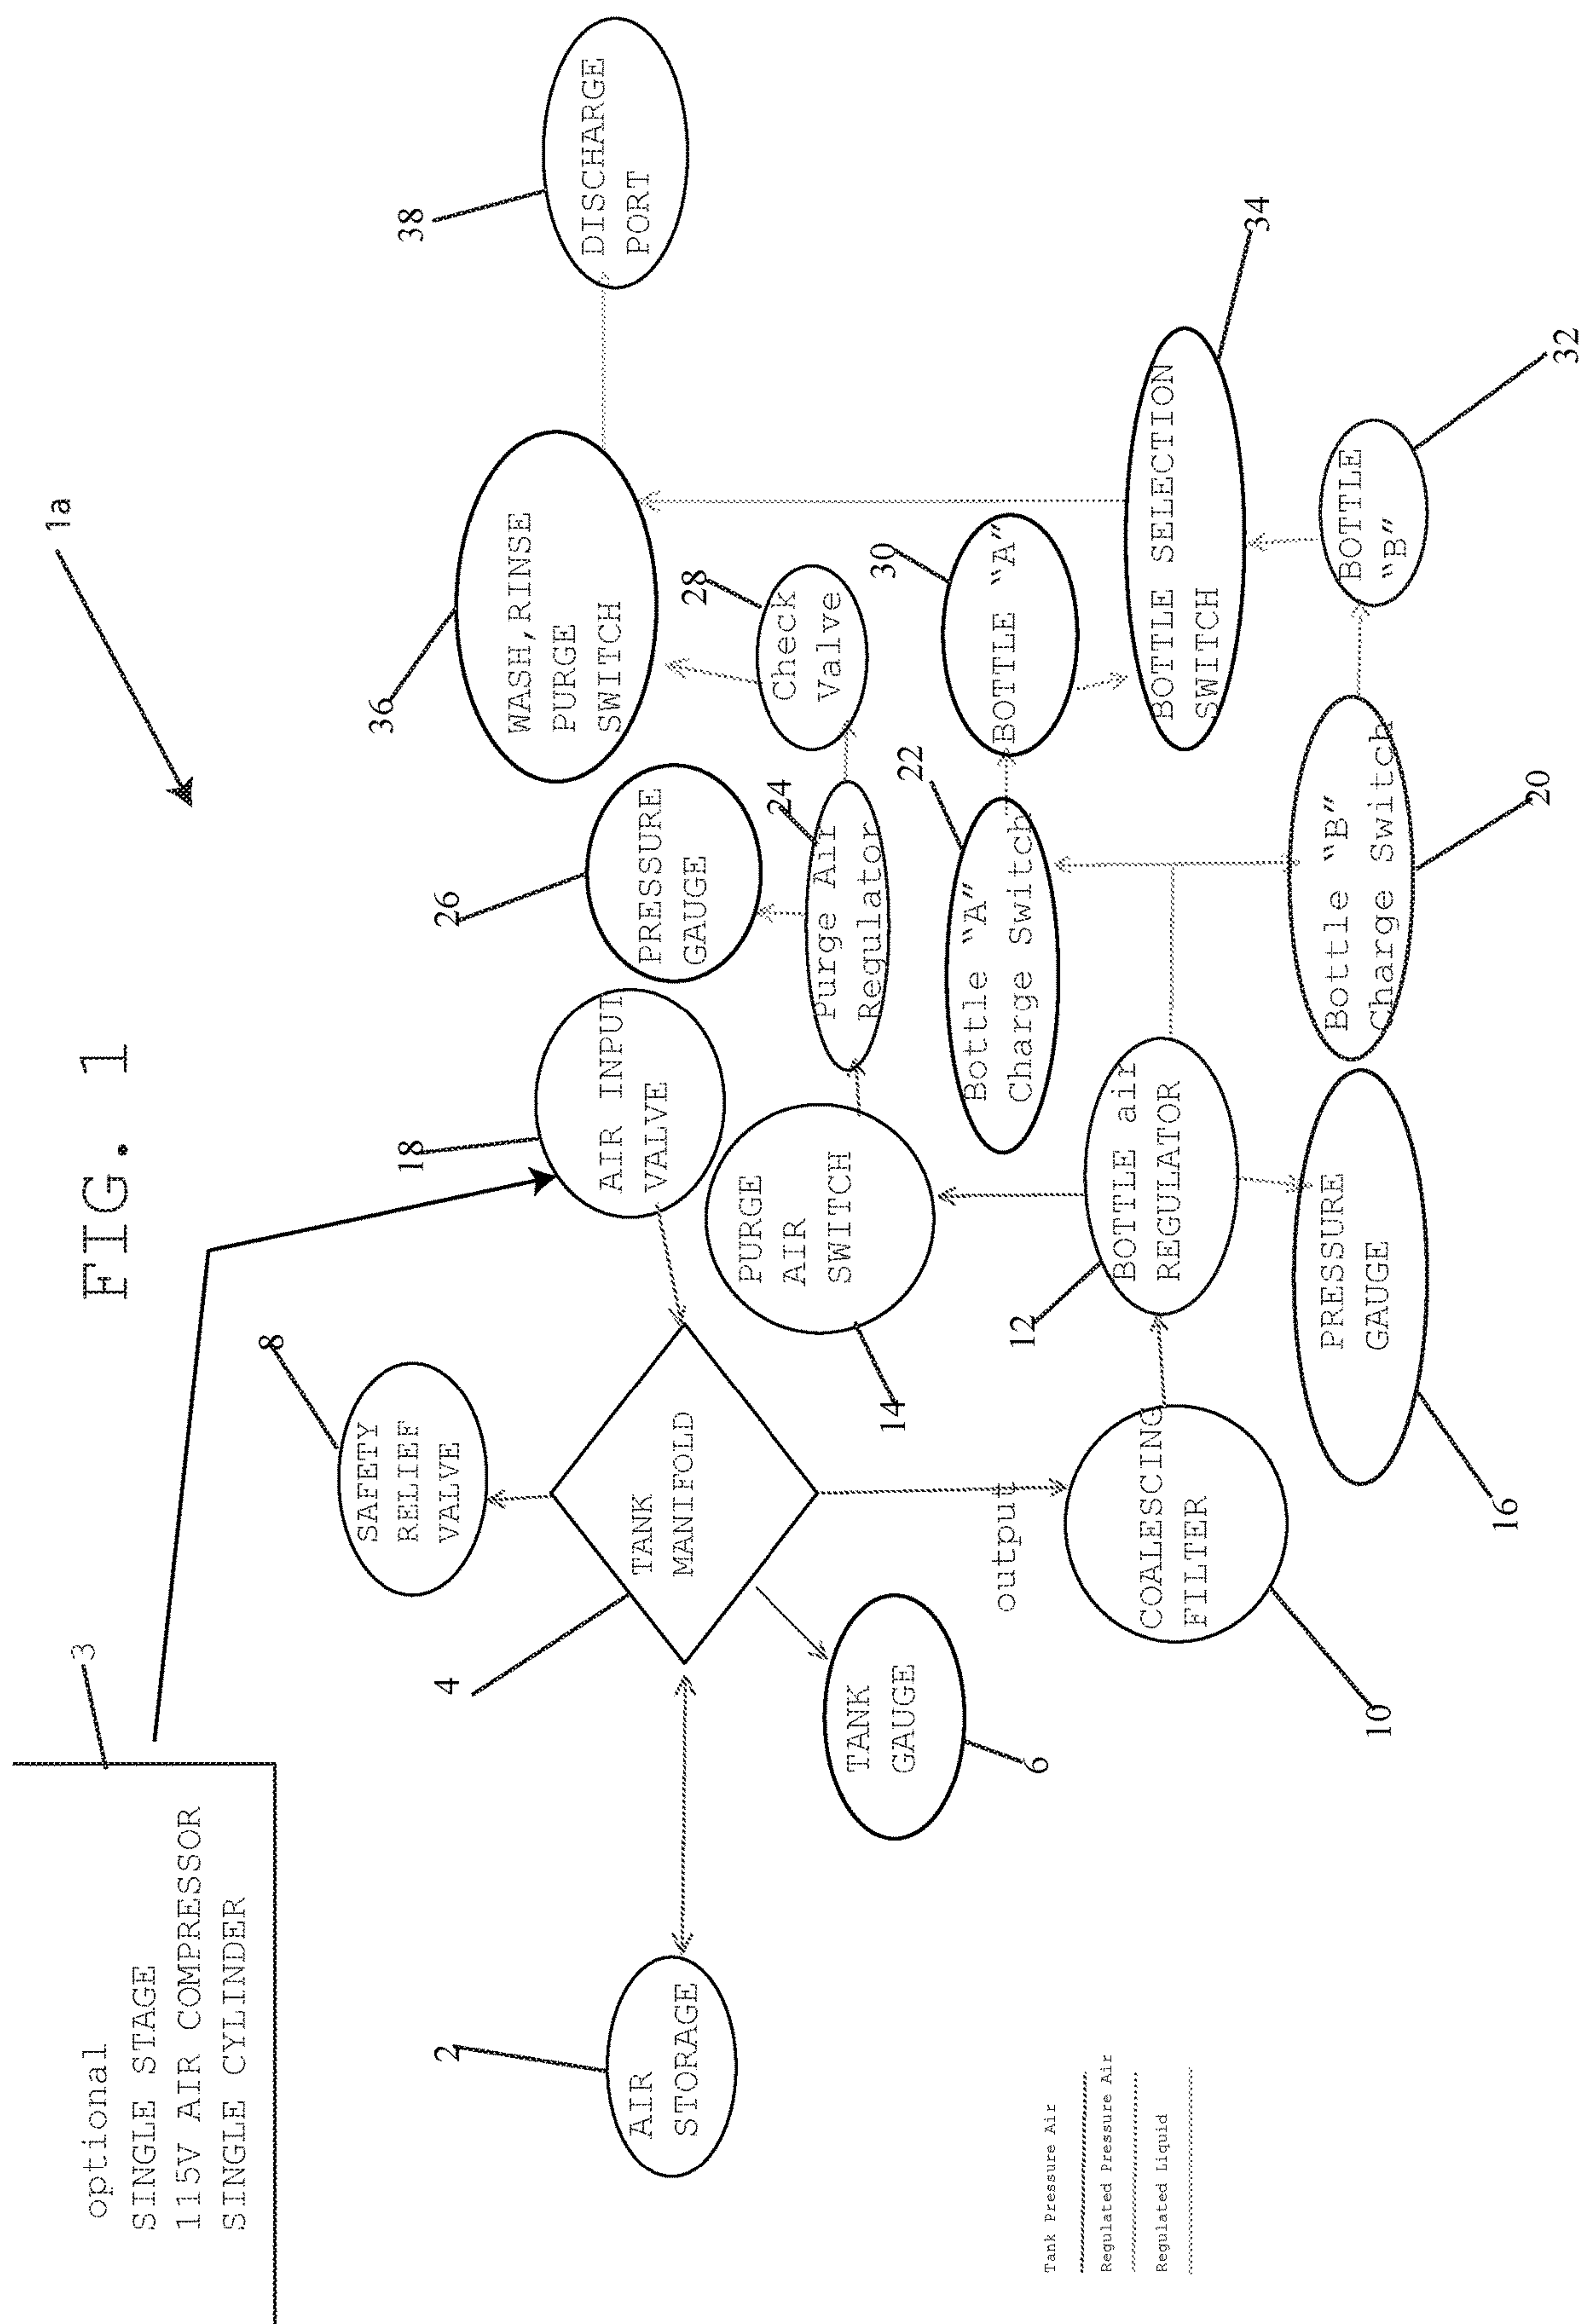 FIG. 1
1a
optional
SINGLE STAGE
115V AIR COMPRESSOR
SINGLE CYLINDER
3
8
SAFETY
RELIEF
VALVE
18
AIR INPUT
VALVE
36
WASH,RINSE
PURGE
SWITCH
38
DISCHARGE
PORT
2
AIR
STORAGE
4
TANK
MANIFOLD
26
PRESSURE
GAUGE
28
Check
Valve
24
Purge Air
Regulator
14
PURGE
AIR
SWITCH
6
TANK
GAUGE
output
22
Bottle "A"
Charge Switch
30
BOTTLE "A"
12
BOTTLE air
REGULATOR
10
COALESCING
FILTER
34
BOTTLE SELECTION
SWITCH
16
PRESSURE
GAUGE
20
Bottle "B"
Charge Switch
32
BOTTLE
"B"
Tank Pressure Air
Regulated Pressure Air
Regulated Liquid